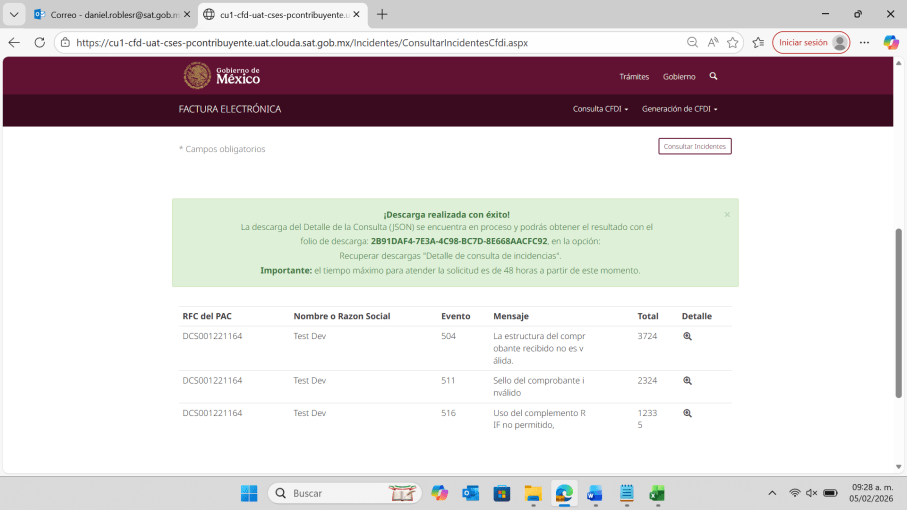 Correo - daniel.roblesr@sat.gob.m
cu1-cfd-uat-cses-pcontribuyente.u
https://cu1-cfd-uat-cses-pcontribuyente.uat.clouda.sat.gob.mx/Incidentes/ConsultarIncidentesCfdi.aspx
Iniciar sesión
Gobierno de
México
Trámites Gobierno
FACTURA ELECTRÓNICA
Consulta CFDI Generación de CFDI
* Campos obligatorios
Consultar Incidentes
¡Descarga realizada con éxito!
×
La descarga del Detalle de la Consulta (JSON) se encuentra en proceso y podrás obtener el resultado con el
folio de descarga: 2B91DAF4-7E3A-4C98-BC7D-8E668AACFC92, en la opción:
Recuperar descargas "Detalle de consulta de incidencias".
Importante: el tiempo máximo para atender la solicitud es de 48 horas a partir de este momento.
RFC del PAC Nombre o Razon Social Evento Mensaje Total Detalle
DCS001221164 Test Dev 504 La estructura del compr 3724
obante recibido no es v
álida.
DCS001221164 Test Dev 511 Sello del comprobante i 2324
nválido
DCS001221164 Test Dev 516 Uso del complemento R 1233
IF no permitido, 5
Buscar
09:28 a. m.
05/02/2026